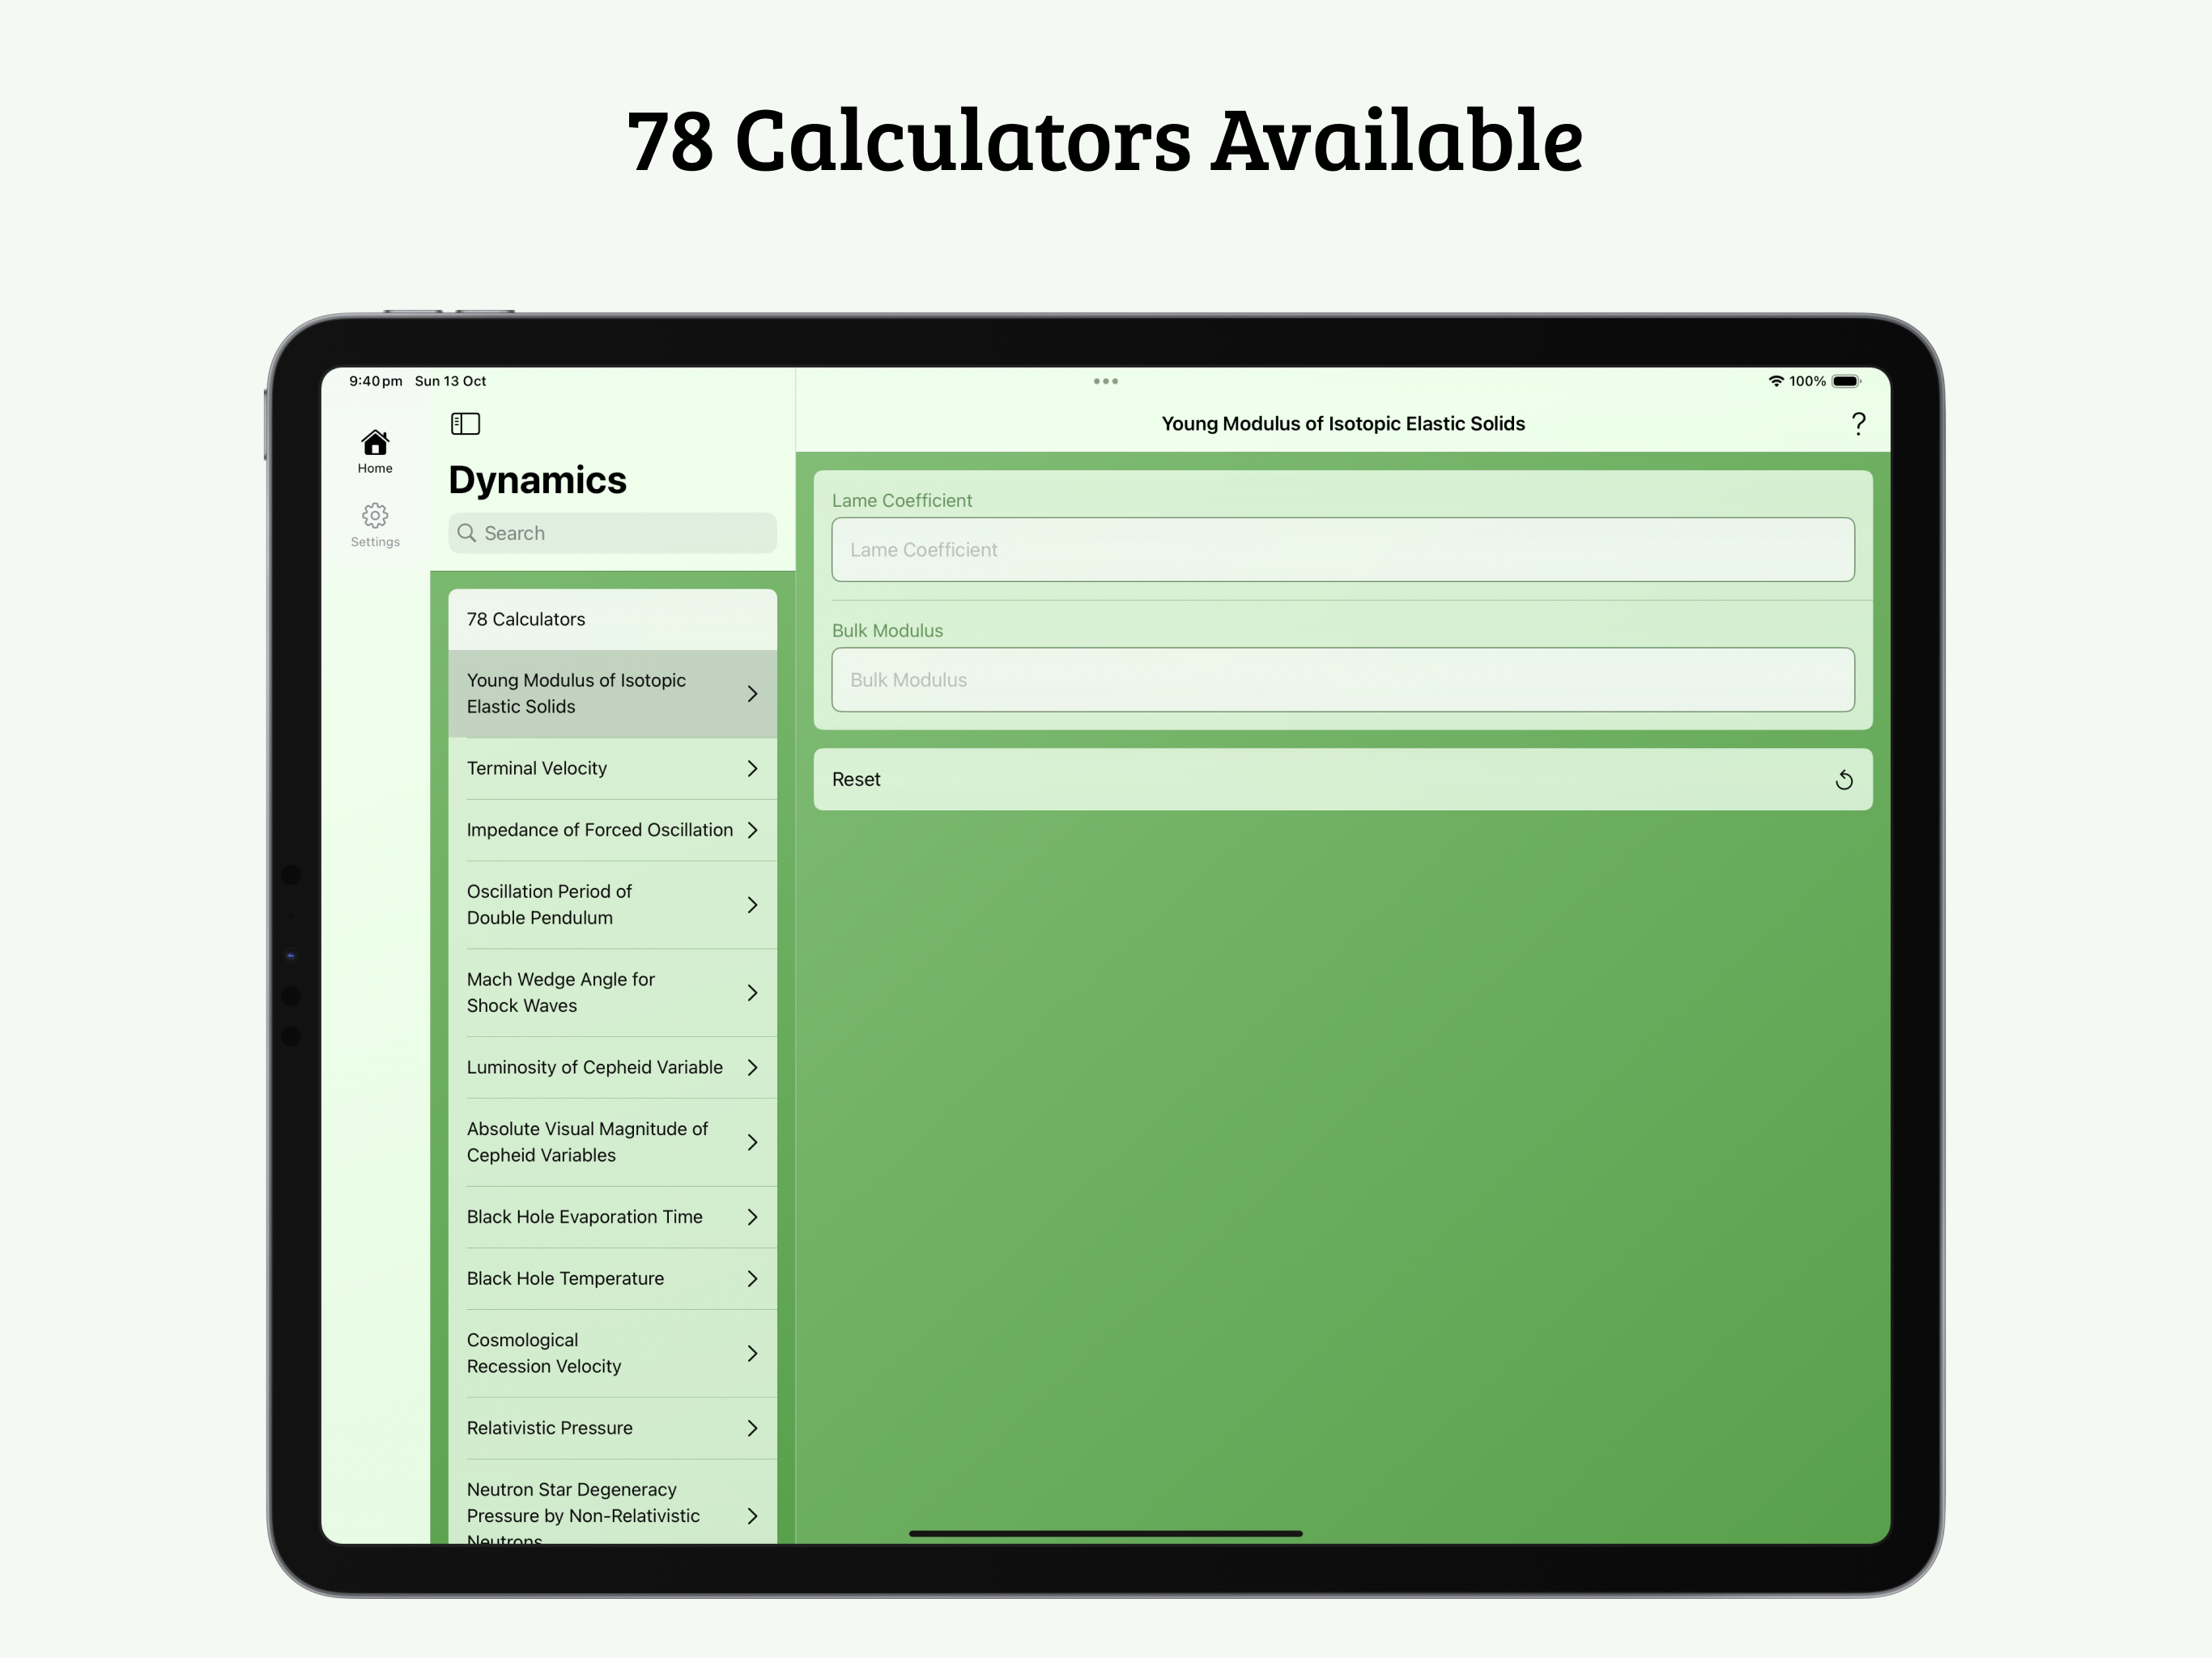 78 Calculators Available
9:40 pm Sun 13 Oct
100%
Home
Settings
Dynamics
Search
78 Calculators
Young Modulus of Isotopic
Elastic Solids
Terminal Velocity
Impedance of Forced Oscillation
Oscillation Period of
Double Pendulum
Mach Wedge Angle for
Shock Waves
Luminosity of Cepheid Variable
Absolute Visual Magnitude of
Cepheid Variables
Black Hole Evaporation Time
Black Hole Temperature
Cosmological
Recession Velocity
Relativistic Pressure
Neutron Star Degeneracy
Pressure by Non-Relativistic
Neutrons
Young Modulus of Isotopic Elastic Solids
?
Lame Coefficient
Lame Coefficient
Bulk Modulus
Bulk Modulus
Reset